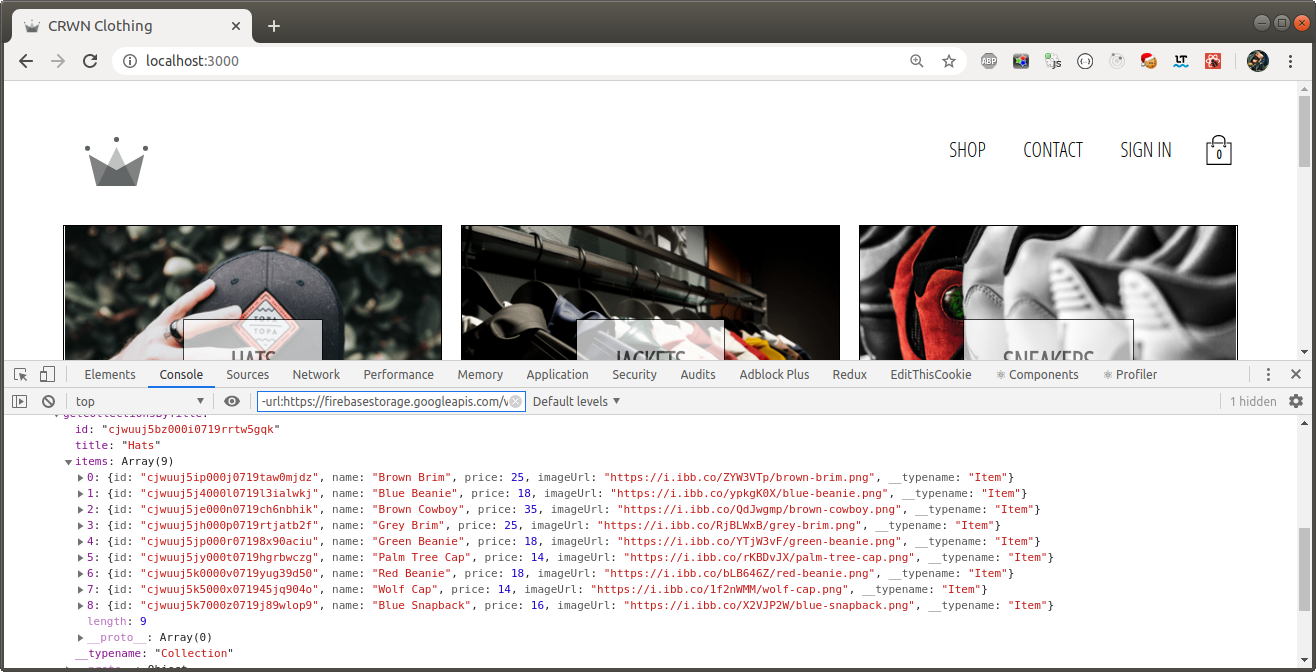 CRWN Clothing
localhost:3000
ABP JS LT
SHOP CONTACT SIGN IN 0
TOPA
TOPA
HATS JACKETS SNEAKERS
Elements Console Sources Network Performance Memory Application Security Audits Adblock Plus Redux EditThisCookie Components Profiler
top -url:https://firebasestorage.googleapis.com/v Default levels 1 hidden
getCollectionsByTitle:
id: "cjwuuj5bz000i0719rrtw5gqk"
title: "Hats"
items: Array(9)
0: {id: "cjwuuj5ip000j0719taw0mjdz", name: "Brown Brim", price: 25, imageUrl: "https://i.ibb.co/ZYW3VTp/brown-brim.png", __typename: "Item"}
1: {id: "cjwuuj5j4000l0719l3ialwkj", name: "Blue Beanie", price: 18, imageUrl: "https://i.ibb.co/ypkgK0X/blue-beanie.png", __typename: "Item"}
2: {id: "cjwuuj5je000n0719ch6nbhik", name: "Brown Cowboy", price: 35, imageUrl: "https://i.ibb.co/QdJwgmp/brown-cowboy.png", __typename: "Item"}
3: {id: "cjwuuj5jh000p0719rtjatb2f", name: "Grey Brim", price: 25, imageUrl: "https://i.ibb.co/RjBLWxB/grey-brim.png", __typename: "Item"}
4: {id: "cjwuuj5jp000r07198x90aciu", name: "Green Beanie", price: 18, imageUrl: "https://i.ibb.co/YTjW3vF/green-beanie.png", __typename: "Item"}
5: {id: "cjwuuj5jy000t0719hgrbwczg", name: "Palm Tree Cap", price: 14, imageUrl: "https://i.ibb.co/rKBDvJX/palm-tree-cap.png", __typename: "Item"}
6: {id: "cjwuuj5k0000v0719yug39d50", name: "Red Beanie", price: 18, imageUrl: "https://i.ibb.co/bLB646Z/red-beanie.png", __typename: "Item"}
7: {id: "cjwuuj5k5000x071945jq904o", name: "Wolf Cap", price: 14, imageUrl: "https://i.ibb.co/1f2nWMM/wolf-cap.png", __typename: "Item"}
8: {id: "cjwuuj5k7000z0719j89wlop9", name: "Blue Snapback", price: 16, imageUrl: "https://i.ibb.co/X2VJP2W/blue-snapback.png", __typename: "Item"}
length: 9
__proto__: Array(0)
__typename: "Collection"
__proto__: Object